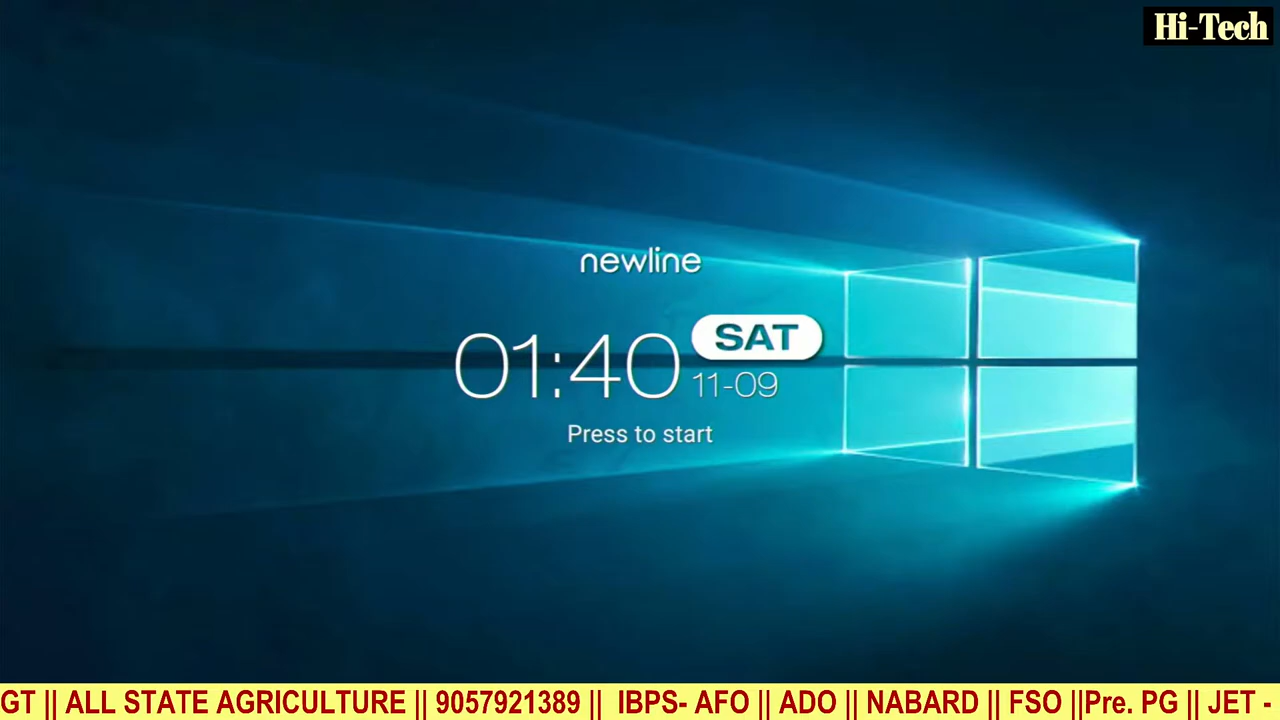 Hi-Tech
newline
01:40 SAT
11-09
Press to start
GT || ALL STATE AGRICULTURE || 9057921389 || IBPS- AFO || ADO || NABARD || FSO ||Pre. PG || JET -